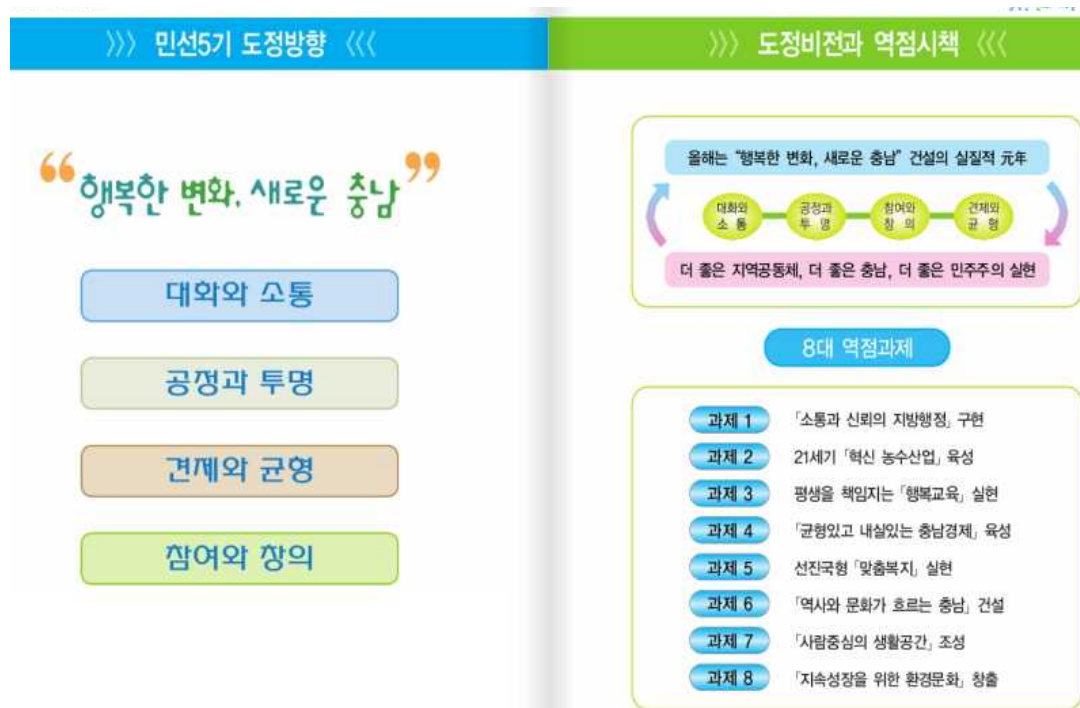 》》》 민선5기 도정방향 《《《
“행복한 변화, 새로운 충남”
대화와 소통
공정과 투명
견제와 균형
참여와 창의
》》》 도정비전과 역점시책 《《《
올해는 “행복한 변화, 새로운 충남” 건설의 실질적 元年
대화와 공정과 참여와 견제와
소 통 투 명 창 의 균 형
더 좋은 지역공동체, 더 좋은 충남, 더 좋은 민주주의 실현
8대 역점과제
과제 1 「소통과 신뢰의 지방행정」 구현
과제 2 21세기 「혁신 농수산업」 육성
과제 3 평생을 책임지는 「행복교육」 실현
과제 4 「균형있고 내실있는 충남경제」 육성
과제 5 선진국형 「맞춤복지」 실현
과제 6 「역사와 문화가 흐르는 충남」 건설
과제 7 「사람중심의 생활공간」 조성
과제 8 「지속성장을 위한 환경문화」 창출